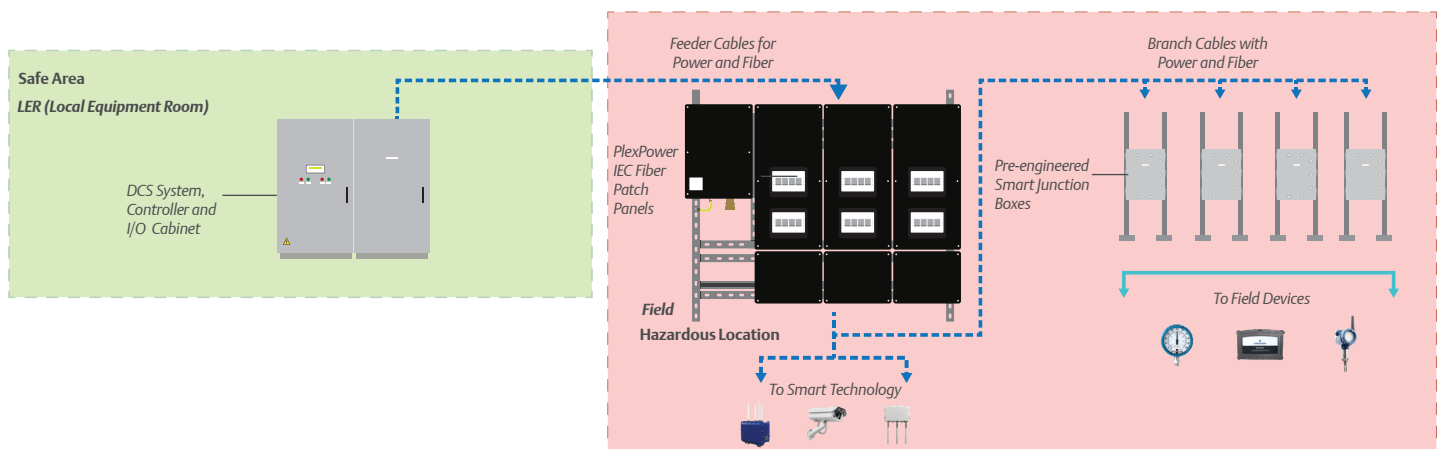 Safe Area
LER (Local Equipment Room)
DCS System,
Controller and
I/O Cabinet
Feeder Cables for
Power and Fiber
PlexPower
IEC Fiber
Patch
Panels
Field
Hazardous Location
To Smart Technology
Branch Cables with
Power and Fiber
Pre-engineered
Smart Junction
Boxes
To Field Devices